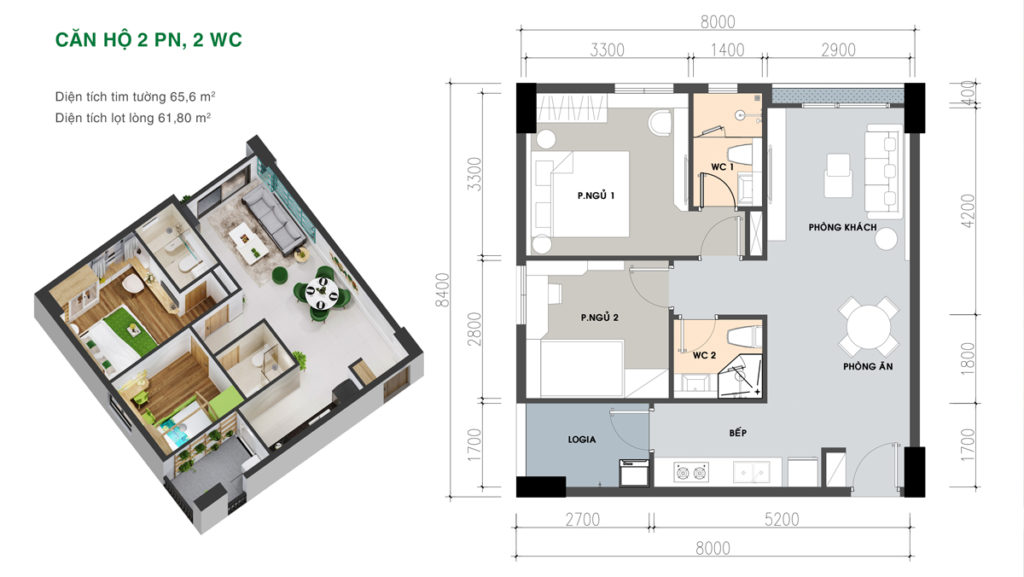 CĂN HỘ 2 PN, 2 WC
Diện tích tim tường 65,6 m²
Diện tích lọt lòng 61,80 m²
8000
3300
1400
2900
400
3300
8400
4200
2800
1800
1700
1700
WC 1
P.NGỦ 1
PHÒNG KHÁCH
P.NGỦ 2
WC 2
PHÒNG ĂN
LOGIA
BẾP
2700
5200
8000